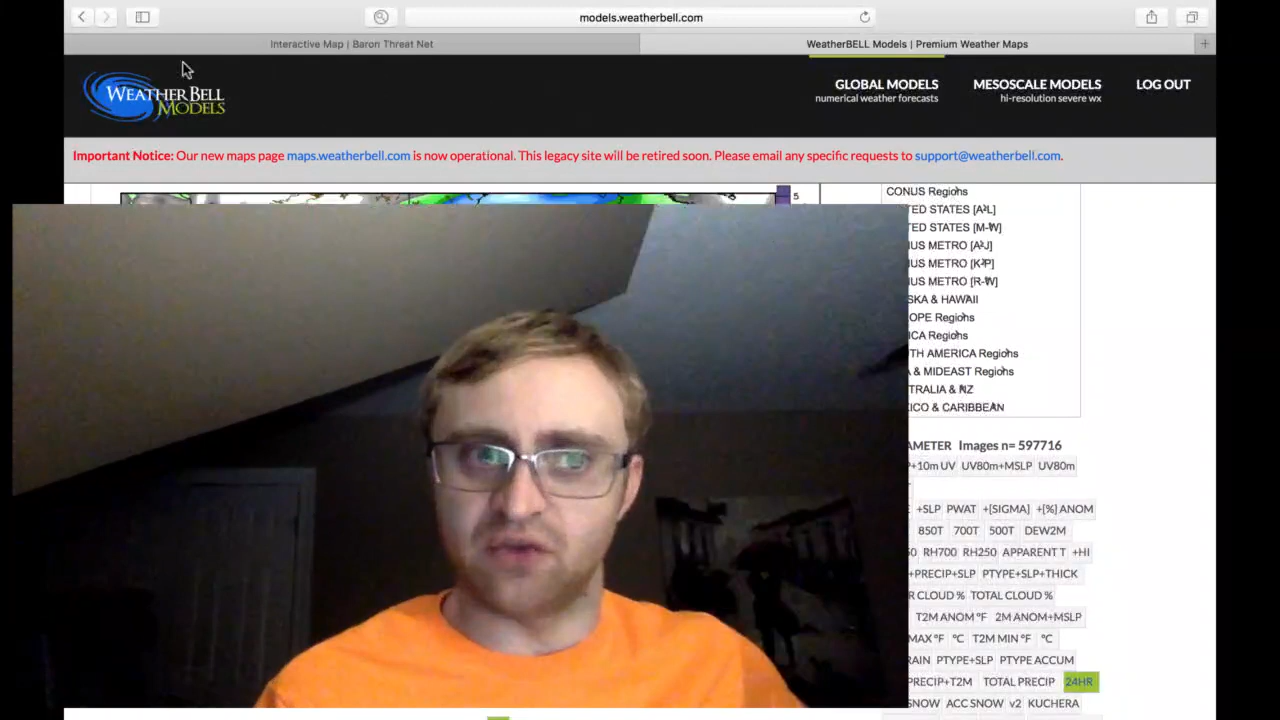 models.weatherbell.com
Interactive Map | Baron Threat Net
WeatherBELL Models | Premium Weather Maps
WEATHERBELL
MODELS
GLOBAL MODELS
numerical weather forecasts
MESOSCALE MODELS
hi-resolution severe wx
LOG OUT
Important Notice: Our new maps page maps.weatherbell.com is now operational. This legacy site will be retired soon. Please email any specific requests to support@weatherbell.com.
5
CONUS Regions
TED STATES [A-L]
TED STATES [M-W]
US METRO [A-J]
US METRO [K-P]
US METRO [R-W]
SKA & HAWAII
OPE Regions
ICA Regions
TH AMERICA Regions
& MIDEAST Regions
TRALIA & NZ
ICO & CARIBBEAN
AMETER Images n= 597716
+10m UV UV80m+MSLP UV80m
+SLP PWAT +[SIGMA] +[%] ANOM
850T 700T 500T DEW2M
RH700 RH250 APPARENT T +HI
+PRECIP+SLP PTYPE+SLP+THICK
R CLOUD % TOTAL CLOUD %
T2M ANOM °F 2M ANOM+MSLP
MAX °F °C T2M MIN °F °C
RAIN PTYPE+SLP PTYPE ACCUM
PRECIP+T2M TOTAL PRECIP 24HR
SNOW ACC SNOW v2 KUCHERA